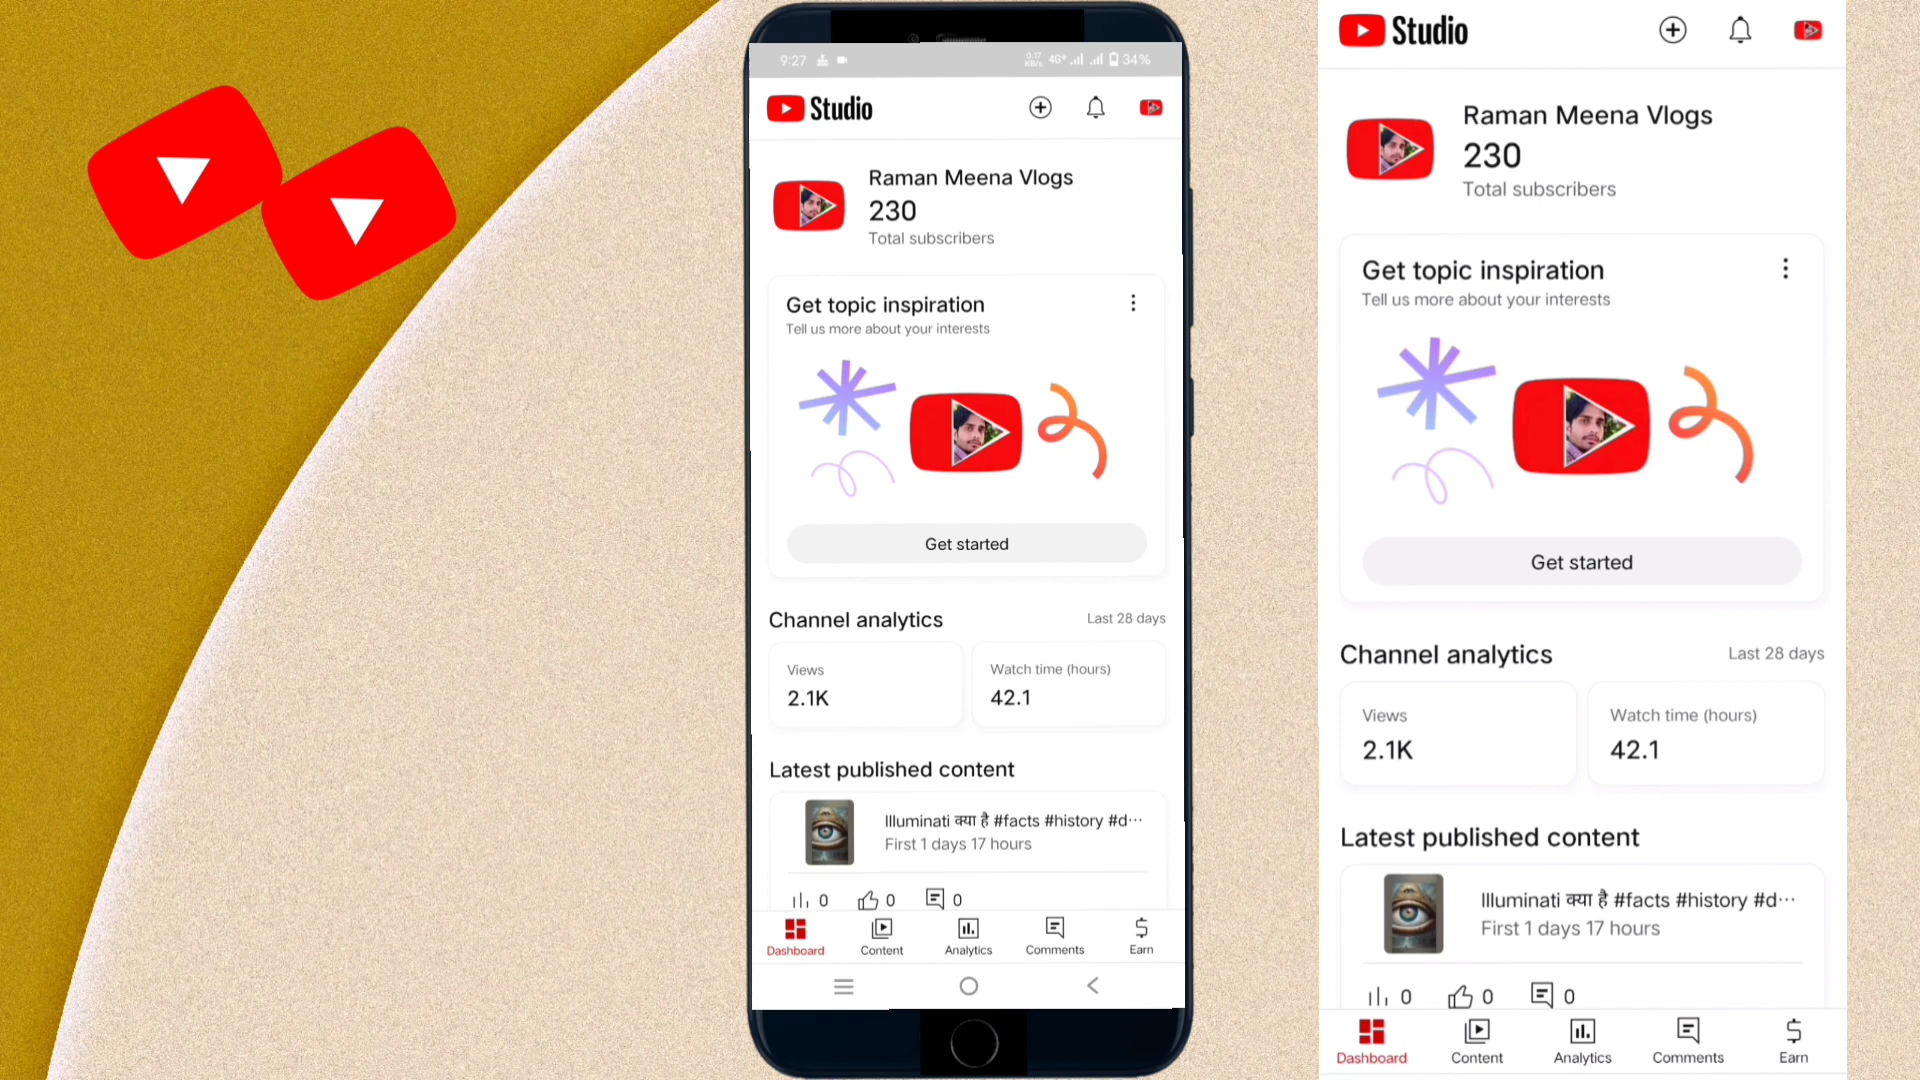 9:27
0.17
KB/s
4G+
34%
Studio
Raman Meena Vlogs
230
Total subscribers
Get topic inspiration
Tell us more about your interests
Get started
Channel analytics
Last 28 days
Views
2.1K
Watch time (hours)
42.1
Latest published content
Illuminati क्या है #facts #history #d···
First 1 days 17 hours
0
0
0
Dashboard
Content
Analytics
Comments
Earn
Studio
Raman Meena Vlogs
230
Total subscribers
Get topic inspiration
Tell us more about your interests
Get started
Channel analytics
Last 28 days
Views
2.1K
Watch time (hours)
42.1
Latest published content
Illuminati क्या है #facts #history #d···
First 1 days 17 hours
0
0
0
Dashboard
Content
Analytics
Comments
Earn